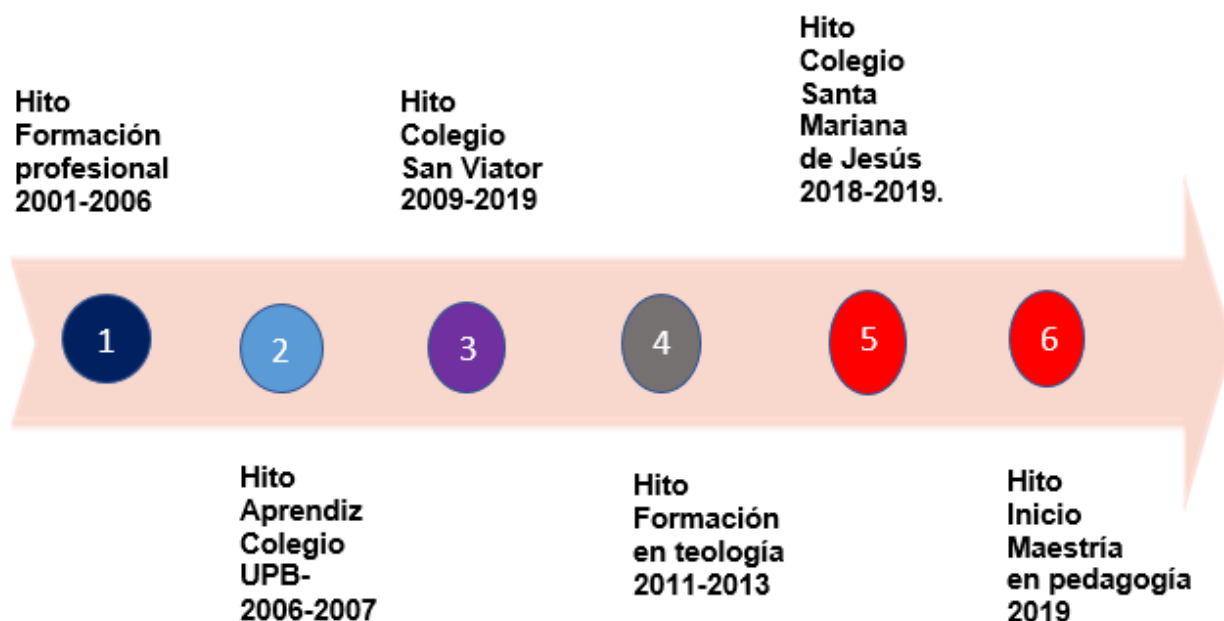 Hito
Formación
profesional
2001-2006
Hito
Colegio
San Viator
2009-2019
Hito
Colegio
Santa
Mariana
de Jesús
2018-2019.
1
2
3
4
5
6
Hito
Aprendiz
Colegio
UPB-
2006-2007
Hito
Formación
en teología
2011-2013
Hito
Inicio
Maestría
en pedagogía
2019